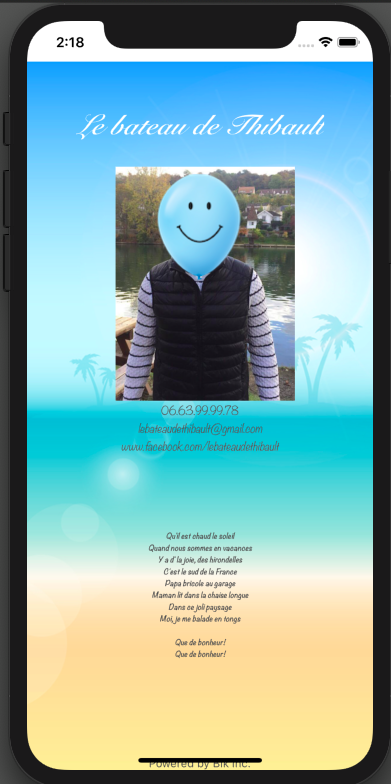 2:18
Le bateau de Thibault
06.63.99.99.78
lebateaudethibault@gmail.com
www.facebook.com/lebateaudethibault
Qu'il est chaud le soleil
Quand nous sommes en vacances
Y a d' la joie, des hirondelles
C'est le sud de la France
Papa bricole au garage
Maman lit dans la chaise longue
Dans ce joli paysage
Moi, je me balade en tongs
Que de bonheur!
Que de bonheur!
Powered by Bik Inc.